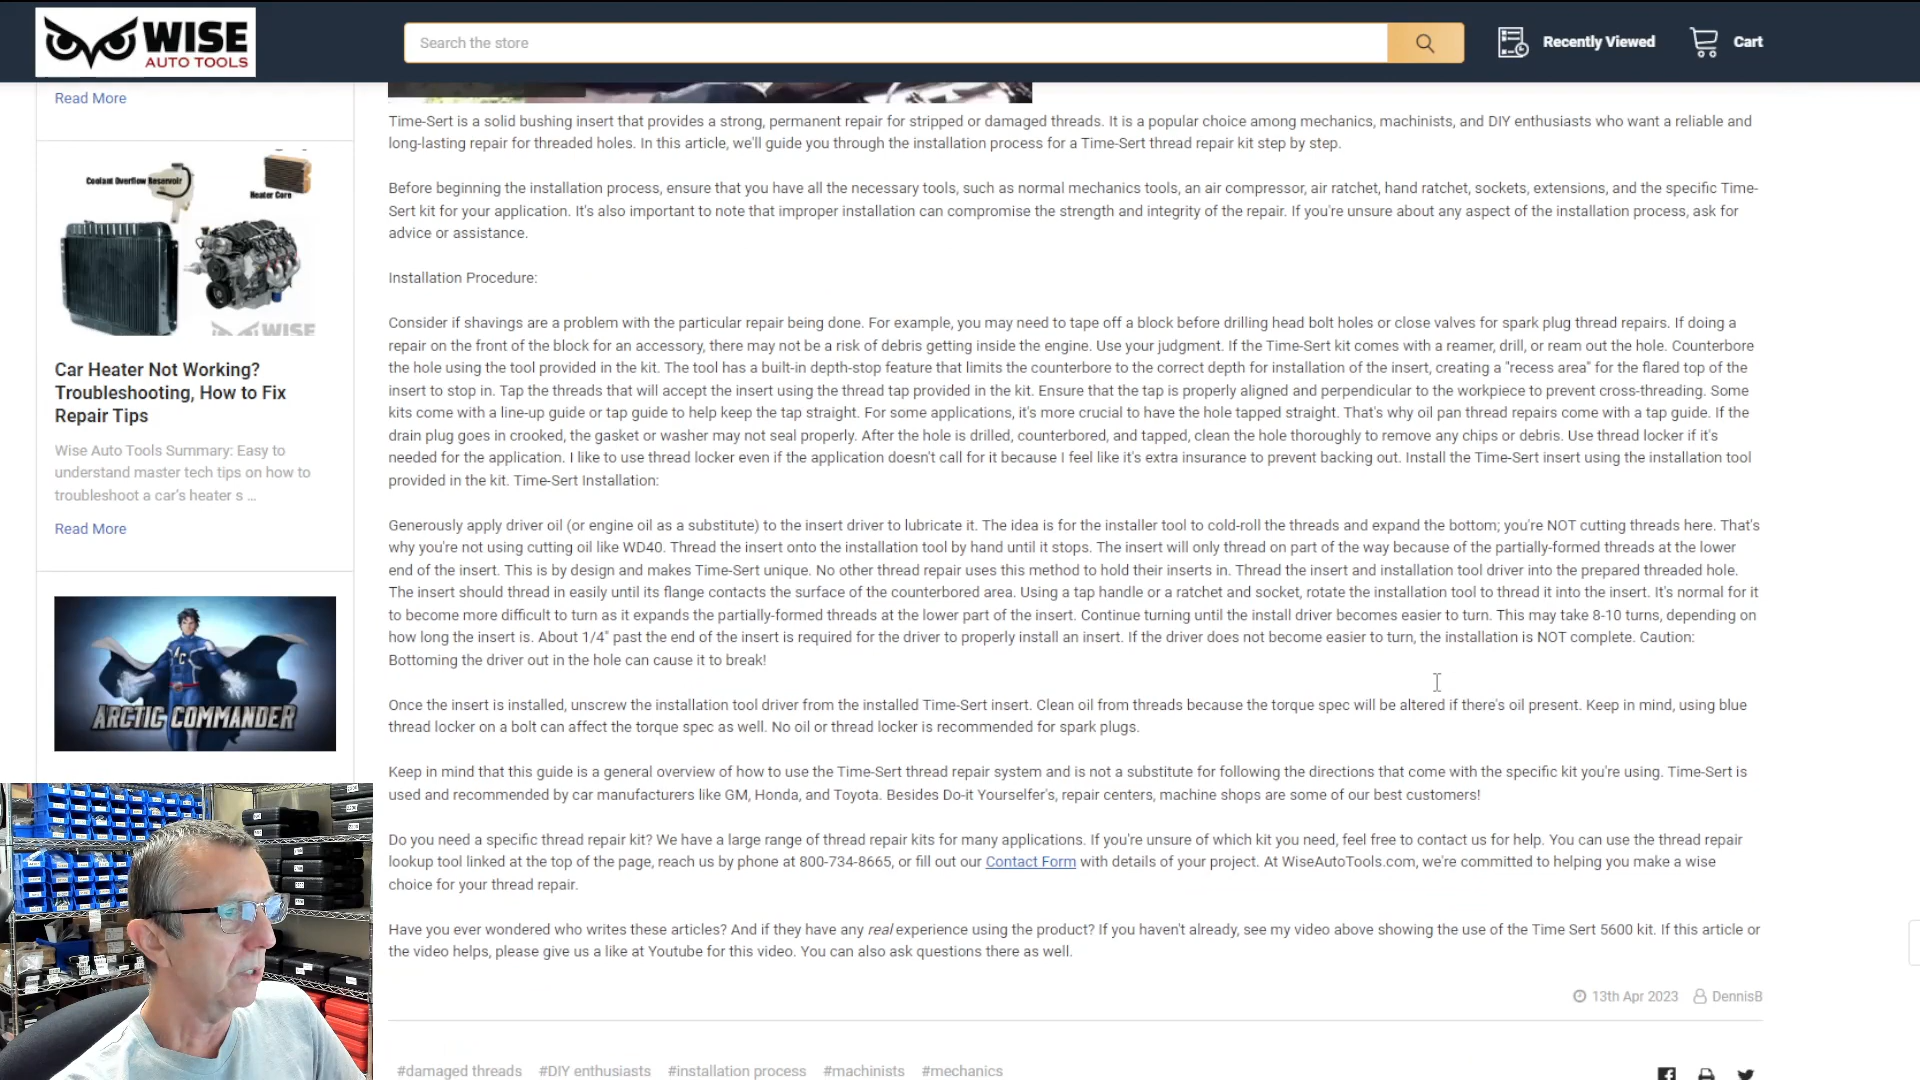 WISE
AUTO TOOLS
Search the store
Recently Viewed
Cart
Read More
Coolant Overflow Reservoir
Heater Core
WISE
Car Heater Not Working?
Troubleshooting, How to Fix
Repair Tips
Wise Auto Tools Summary: Easy to
understand master tech tips on how to
troubleshoot a car's heater s ...
Read More
AC
ARCTIC COMMANDER
Time-Sert is a solid bushing insert that provides a strong, permanent repair for stripped or damaged threads. It is a popular choice among mechanics, machinists, and DIY enthusiasts who want a reliable and
long-lasting repair for threaded holes. In this article, we'll guide you through the installation process for a Time-Sert thread repair kit step by step.
Before beginning the installation process, ensure that you have all the necessary tools, such as normal mechanics tools, an air compressor, air ratchet, hand ratchet, sockets, extensions, and the specific Time-
Sert kit for your application. It's also important to note that improper installation can compromise the strength and integrity of the repair. If you're unsure about any aspect of the installation process, ask for
advice or assistance.
Installation Procedure:
Consider if shavings are a problem with the particular repair being done. For example, you may need to tape off a block before drilling head bolt holes or close valves for spark plug thread repairs. If doing a
repair on the front of the block for an accessory, there may not be a risk of debris getting inside the engine. Use your judgment. If the Time-Sert kit comes with a reamer, drill, or ream out the hole. Counterbore
the hole using the tool provided in the kit. The tool has a built-in depth-stop feature that limits the counterbore to the correct depth for installation of the insert, creating a "recess area" for the flared top of the
insert to stop in. Tap the threads that will accept the insert using the thread tap provided in the kit. Ensure that the tap is properly aligned and perpendicular to the workpiece to prevent cross-threading. Some
kits come with a line-up guide or tap guide to help keep the tap straight. For some applications, it's more crucial to have the hole tapped straight. That's why oil pan thread repairs come with a tap guide. If the
drain plug goes in crooked, the gasket or washer may not seal properly. After the hole is drilled, counterbored, and tapped, clean the hole thoroughly to remove any chips or debris. Use thread locker if it's
needed for the application. I like to use thread locker even if the application doesn't call for it because I feel like it's extra insurance to prevent backing out. Install the Time-Sert insert using the installation tool
provided in the kit. Time-Sert Installation:
Generously apply driver oil (or engine oil as a substitute) to the insert driver to lubricate it. The idea is for the installer tool to cold-roll the threads and expand the bottom; you're NOT cutting threads here. That's
why you're not using cutting oil like WD40. Thread the insert onto the installation tool by hand until it stops. The insert will only thread on part of the way because of the partially-formed threads at the lower
end of the insert. This is by design and makes Time-Sert unique. No other thread repair uses this method to hold their inserts in. Thread the insert and installation tool driver into the prepared threaded hole.
The insert should thread in easily until its flange contacts the surface of the counterbored area. Using a tap handle or a ratchet and socket, rotate the installation tool to thread it into the insert. It's normal for it
to become more difficult to turn as it expands the partially-formed threads at the lower part of the insert. Continue turning until the install driver becomes easier to turn. This may take 8-10 turns, depending on
how long the insert is. About 1/4" past the end of the insert is required for the driver to properly install an insert. If the driver does not become easier to turn, the installation is NOT complete. Caution:
Bottoming the driver out in the hole can cause it to break!
Once the insert is installed, unscrew the installation tool driver from the installed Time-Sert insert. Clean oil from threads because the torque spec will be altered if there's oil present. Keep in mind, using blue
thread locker on a bolt can affect the torque spec as well. No oil or thread locker is recommended for spark plugs.
Keep in mind that this guide is a general overview of how to use the Time-Sert thread repair system and is not a substitute for following the directions that come with the specific kit you're using. Time-Sert is
used and recommended by car manufacturers like GM, Honda, and Toyota. Besides Do-it Yourselfer's, repair centers, machine shops are some of our best customers!
Do you need a specific thread repair kit? We have a large range of thread repair kits for many applications. If you're unsure of which kit you need, feel free to contact us for help. You can use the thread repair
lookup tool linked at the top of the page, reach us by phone at 800-734-8665, or fill out our Contact Form with details of your project. At WiseAutoTools.com, we're committed to helping you make a wise
choice for your thread repair.
Have you ever wondered who writes these articles? And if they have any real experience using the product? If you haven't already, see my video above showing the use of the Time Sert 5600 kit. If this article or
the video helps, please give us a like at Youtube for this video. You can also ask questions there as well.
13th Apr 2023 DennisB
#damaged threads #DIY enthusiasts #installation process #machinists #mechanics